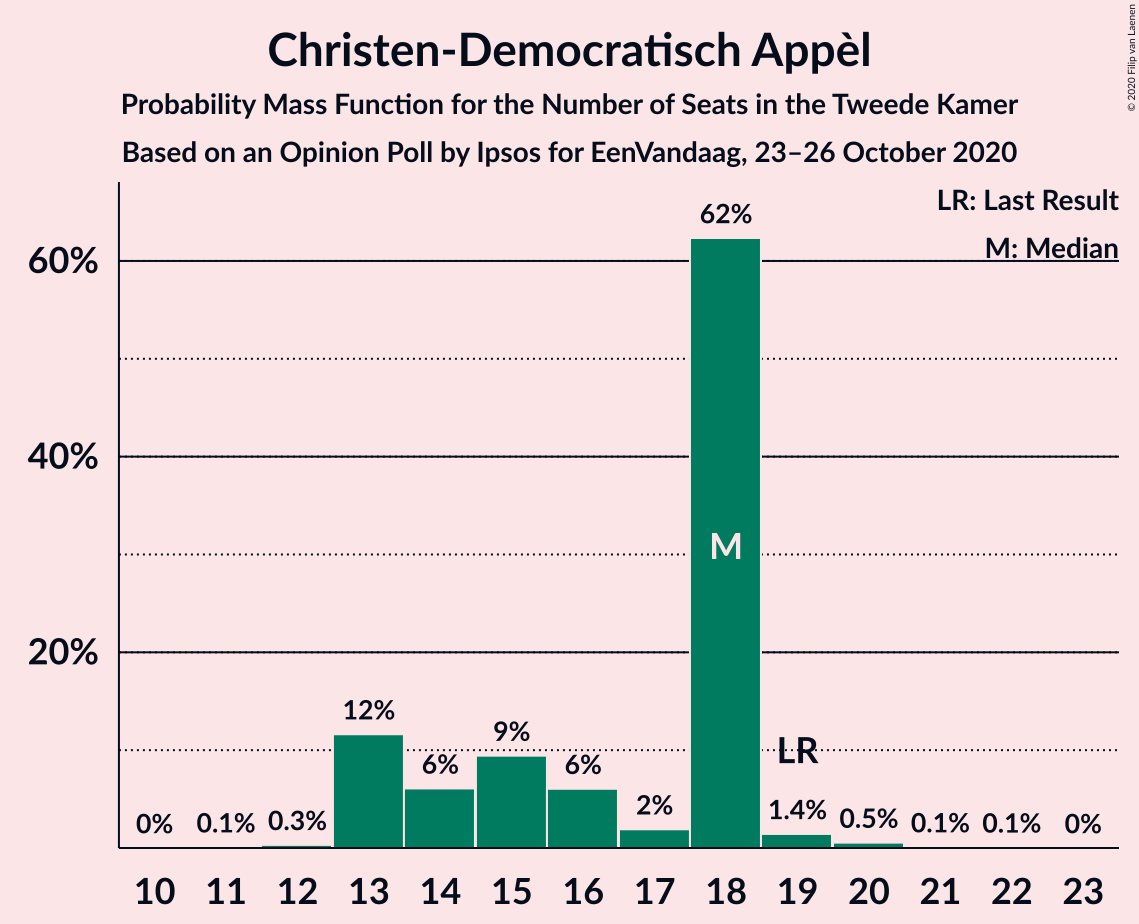 Christen-Democratisch Appèl
Probability Mass Function for the Number of Seats in the Tweede Kamer
Based on an Opinion Poll by Ipsos for EenVandaag, 23–26 October 2020
© 2020 Filip van Laenen
LR: Last Result
M: Median
60%
40%
20%
0%
0.1%
0.3%
12%
6%
9%
6%
2%
62%
M
LR
1.4%
0.5%
0.1%
0.1%
0%
10 11 12 13 14 15 16 17 18 19 20 21 22 23